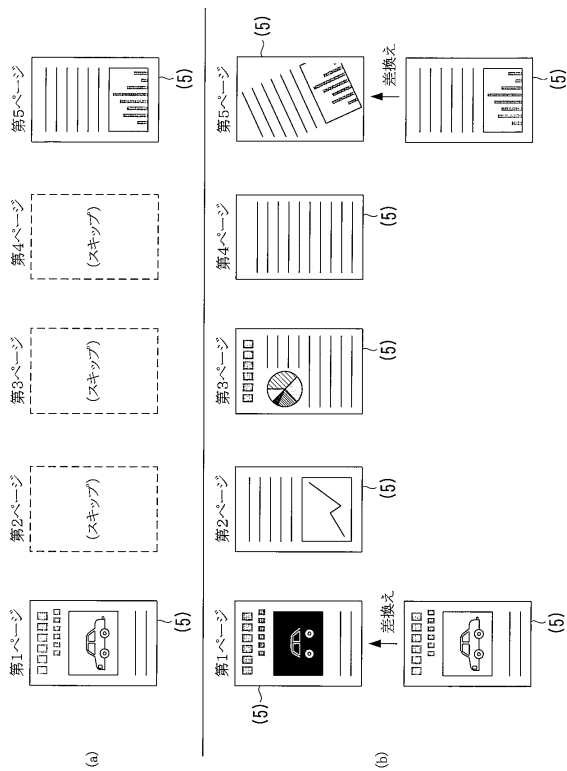 (a)
第1ページ
(5)
第2ページ
(スキップ)
第3ページ
(スキップ)
第4ページ
(スキップ)
第5ページ
(5)
(b)
第1ページ
(5)
差換え
(5)
第2ページ
(5)
第3ページ
(5)
第4ページ
(5)
第5ページ
(5)
差換え
(5)